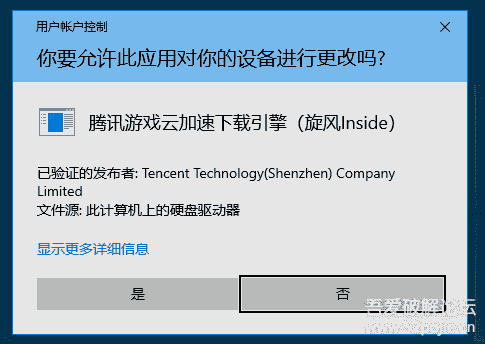 用户帐户控制
你要允许此应用对你的设备进行更改吗?
腾讯游戏云加速下载引擎（旋风Inside）
已验证的发布者: Tencent Technology(Shenzhen) Company
Limited
文件源: 此计算机上的硬盘驱动器
显示更多详细信息
是
否
吾爱破解论坛